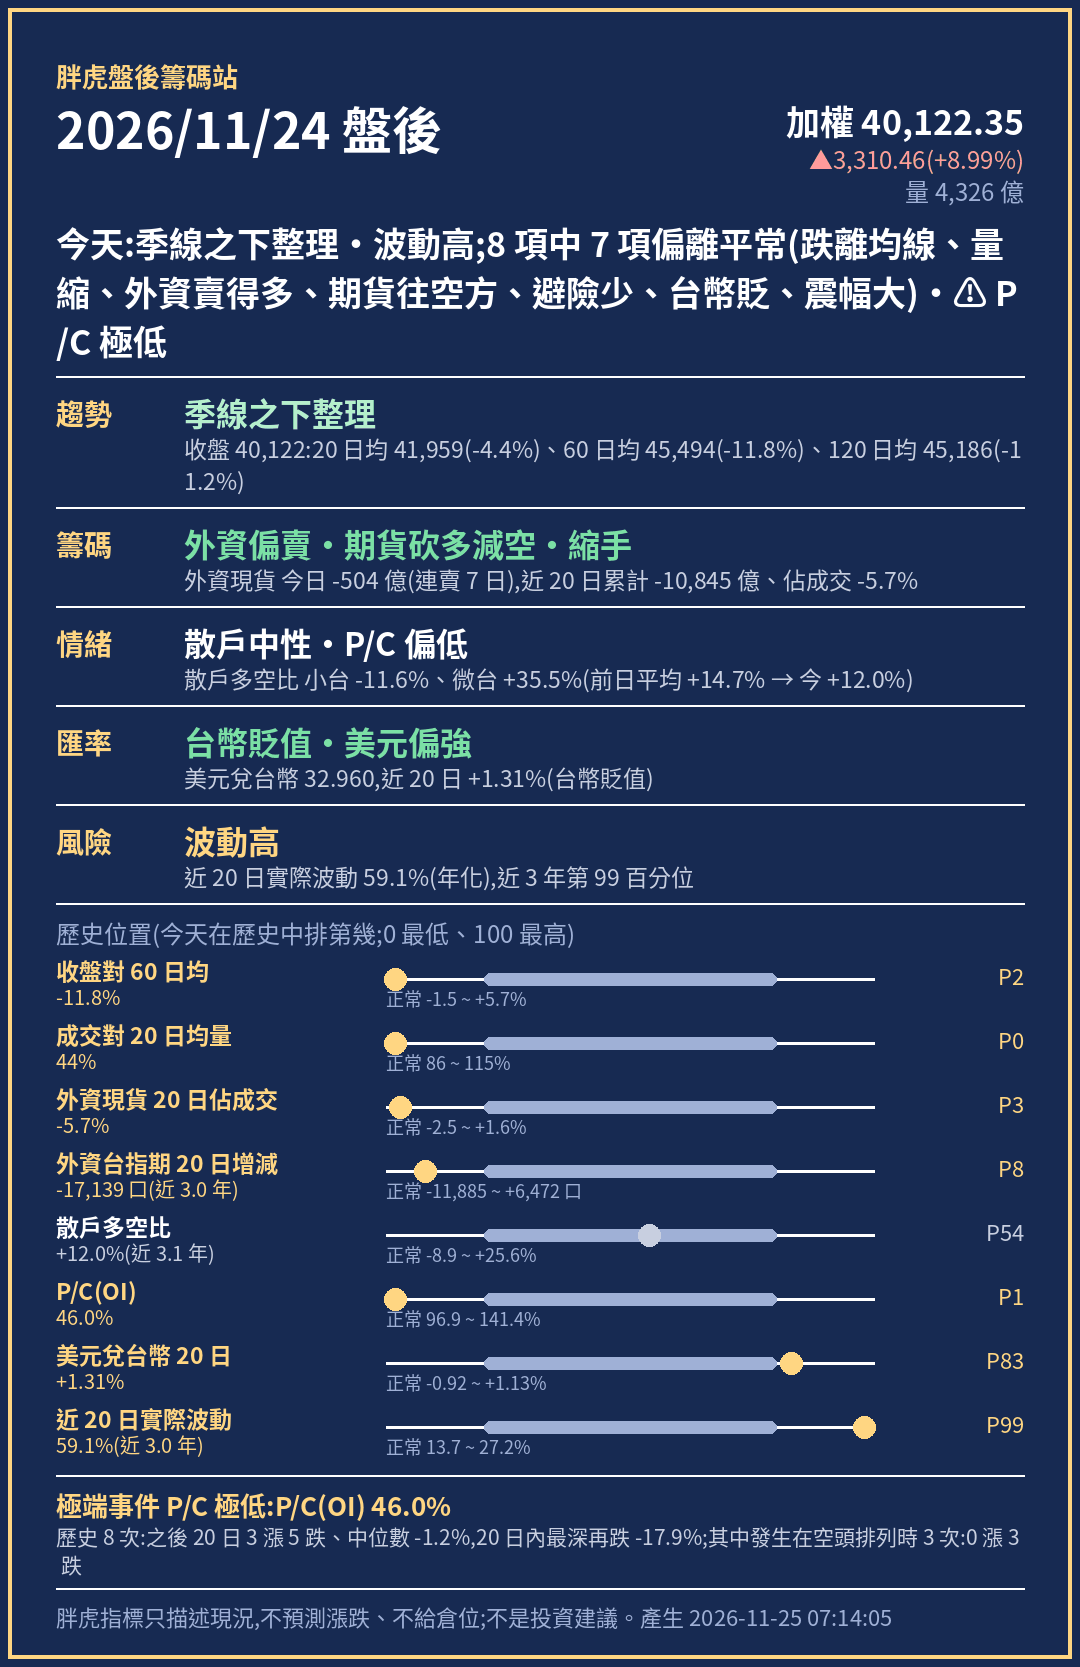 胖虎盤後籌碼站
2026/11/24 盤後
加權 40,122.35
▲3,310.46(+8.99%)
量 4,326 億
今天:季線之下整理・波動高;8 項中 7 項偏離平常(跌離均線、量
縮、外資賣得多、期貨往空方、避險少、台幣貶、震幅大)・⚠ P
/C 極低
趨勢
季線之下整理
收盤 40,122:20 日均 41,959(-4.4%)、60 日均 45,494(-11.8%)、120 日均 45,186(-1
1.2%)
籌碼
外資偏賣・期貨砍多減空・縮手
外資現貨 今日 -504 億(連賣 7 日),近 20 日累計 -10,845 億、佔成交 -5.7%
情緒
散戶中性・P/C 偏低
散戶多空比 小台 -11.6%、微台 +35.5%(前日平均 +14.7% → 今 +12.0%)
匯率
台幣貶值・美元偏強
美元兌台幣 32.960,近 20 日 +1.31%(台幣貶值)
風險
波動高
近 20 日實際波動 59.1%(年化),近 3 年第 99 百分位
歷史位置(今天在歷史中排第幾;0 最低、100 最高)
收盤對 60 日均
-11.8%
正常 -1.5 ~ +5.7%
P2
成交對 20 日均量
44%
正常 86 ~ 115%
P0
外資現貨 20 日佔成交
-5.7%
正常 -2.5 ~ +1.6%
P3
外資台指期 20 日增減
-17,139 口(近 3.0 年)
正常 -11,885 ~ +6,472 口
P8
散戶多空比
+12.0%(近 3.1 年)
正常 -8.9 ~ +25.6%
P54
P/C(OI)
46.0%
正常 96.9 ~ 141.4%
P1
美元兌台幣 20 日
+1.31%
正常 -0.92 ~ +1.13%
P83
近 20 日實際波動
59.1%(近 3.0 年)
正常 13.7 ~ 27.2%
P99
極端事件 P/C 極低:P/C(OI) 46.0%
歷史 8 次:之後 20 日 3 漲 5 跌、中位數 -1.2%,20 日內最深再跌 -17.9%;其中發生在空頭排列時 3 次:0 漲 3
跌
胖虎指標只描述現況,不預測漲跌、不給倉位;不是投資建議。產生 2026-11-25 07:14:05